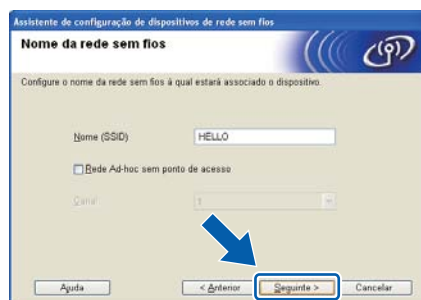 Assistente de configuração de dispositivos de rede sem fios
Nome da rede sem fios
Configure o nome da rede sem fios à qual estará associado o dispositivo.
Nome (SSID)
HELLO
Rede Ad-hoc sem ponto de acesso
Canal
1
Ajuda
< Anterior
Seguinte >
Cancelar